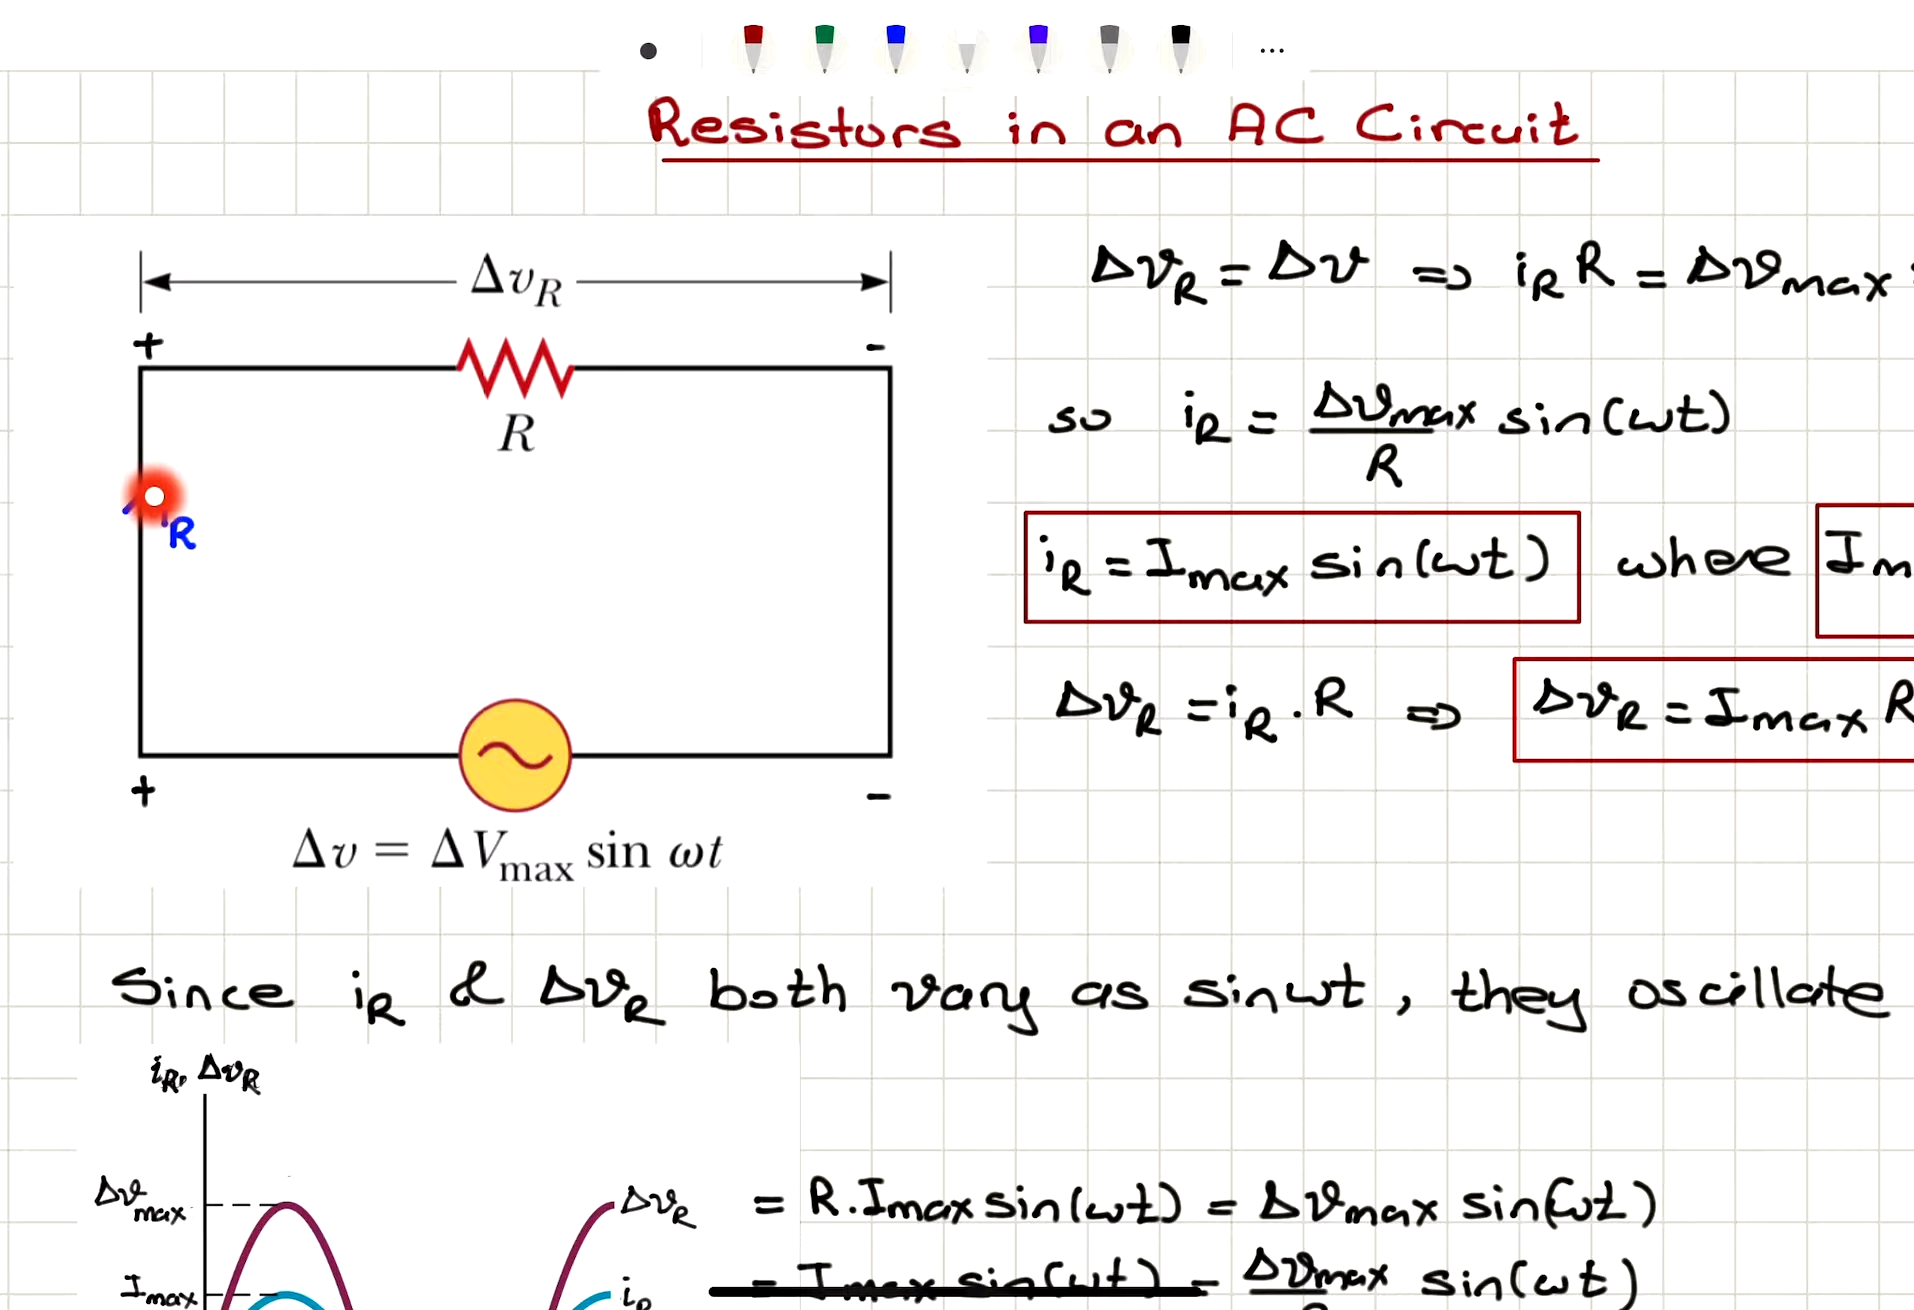 Resistors in an AC Circuit
Δv_R
+ -
R
i_R
+ -
Δv = ΔV_max sin ωt
Δv_R = Δv ⇒ i_R R = Δv_max
so i_R = Δv_max/R sin(ωt)
i_R = I_max sin(ωt) where I_m
Δv_R = i_R . R ⇒ Δv_R = I_max R
Since i_R & Δv_R both vary as sinωt, they oscillate
i_R, Δv_R
Δv_max
Δv_R = R.I_max sin(ωt) = Δv_max sin(ωt)
I_max
i_R = I_max sin(ωt) = Δv_max sin(ωt)